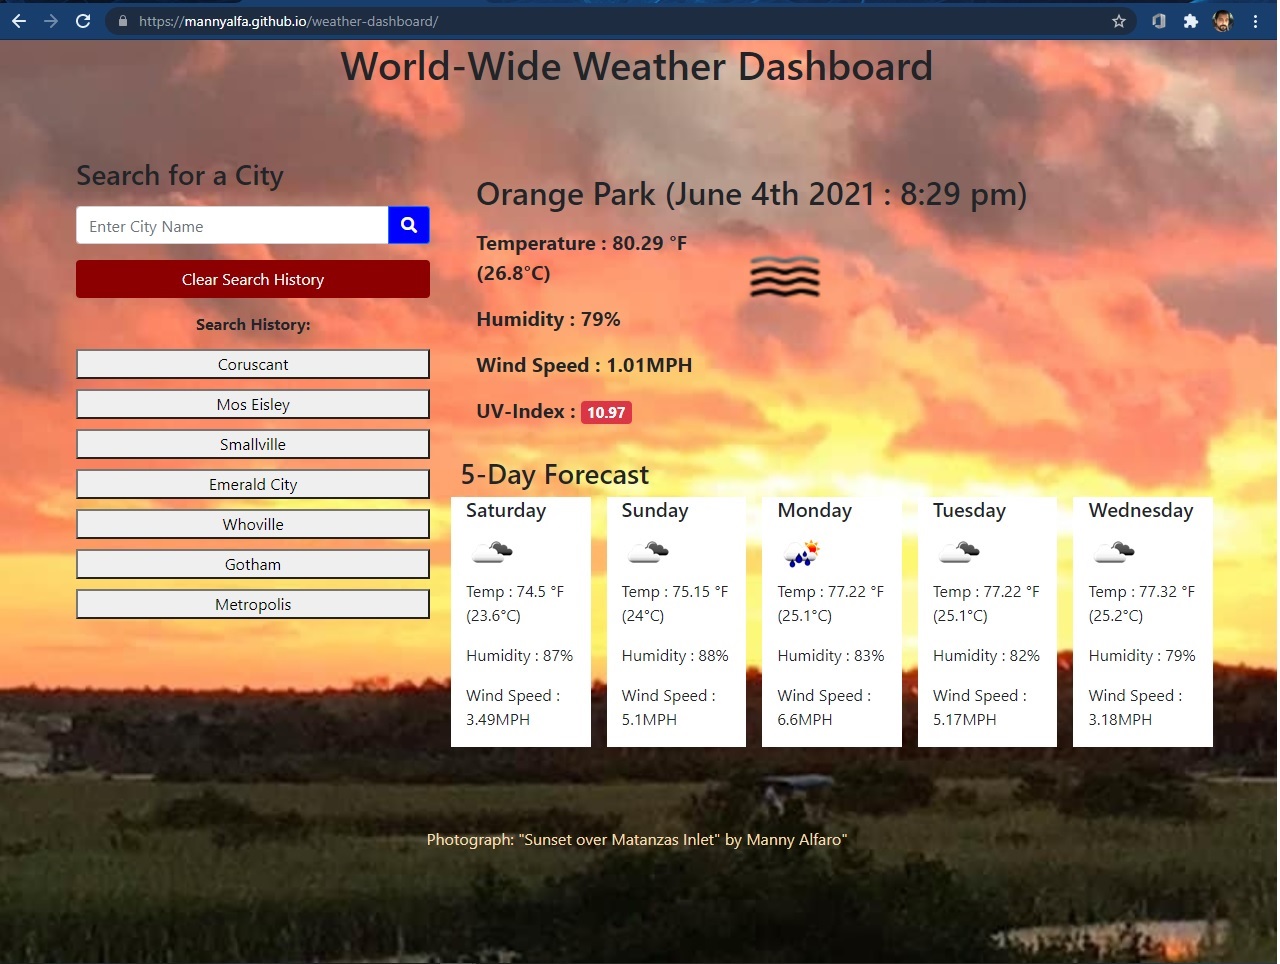 https://mannyalfa.github.io/weather-dashboard/
World-Wide Weather Dashboard
Search for a City
Enter City Name
Clear Search History
Search History:
Coruscant
Mos Eisley
Smallville
Emerald City
Whoville
Gotham
Metropolis
Orange Park (June 4th 2021 : 8:29 pm)
Temperature : 80.29 °F
(26.8°C)
Humidity : 79%
Wind Speed : 1.01MPH
UV-Index : 10.97
5-Day Forecast
Saturday
Temp : 74.5 °F
(23.6°C)
Humidity : 87%
Wind Speed :
3.49MPH
Sunday
Temp : 75.15 °F
(24°C)
Humidity : 88%
Wind Speed :
5.1MPH
Monday
Temp : 77.22 °F
(25.1°C)
Humidity : 83%
Wind Speed :
6.6MPH
Tuesday
Temp : 77.22 °F
(25.1°C)
Humidity : 82%
Wind Speed :
5.17MPH
Wednesday
Temp : 77.32 °F
(25.2°C)
Humidity : 79%
Wind Speed :
3.18MPH
Photograph: "Sunset over Matanzas Inlet" by Manny Alfaro"